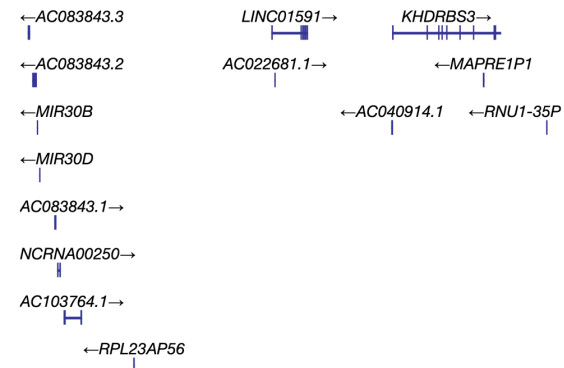 ←AC083843.3 LINC01591→ KHDRBS3→
←AC083843.2 AC022681.1→ ←MAPRE1P1
←MIR30B ←AC040914.1 ←RNU1-35P
←MIR30D
AC083843.1→
NCRNA00250→
AC103764.1→
←RPL23AP56